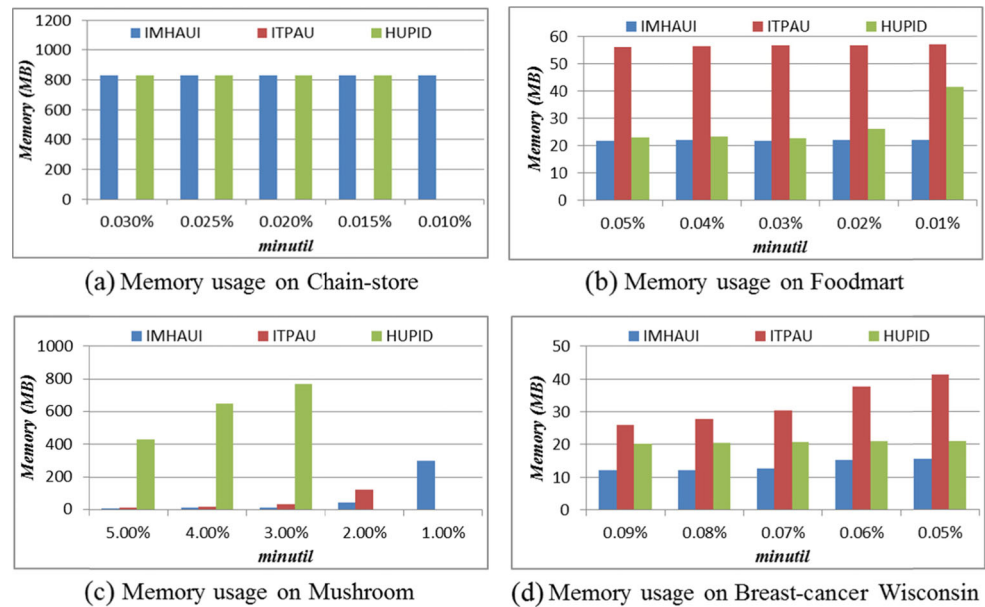 IMHAUI ITPAU HUPID
Memory (MB)
1200
1000
800
600
400
200
0
0.030% 0.025% 0.020% 0.015% 0.010%
minutil
(a) Memory usage on Chain-store
IMHAUI ITPAU HUPID
Memory (MB)
60
50
40
30
20
10
0
0.05% 0.04% 0.03% 0.02% 0.01%
minutil
(b) Memory usage on Foodmart
IMHAUI ITPAU HUPID
Memory (MB)
1000
800
600
400
200
0
5.00% 4.00% 3.00% 2.00% 1.00%
minutil
(c) Memory usage on Mushroom
IMHAUI ITPAU HUPID
Memory (MB)
50
40
30
20
10
0
0.09% 0.08% 0.07% 0.06% 0.05%
minutil
(d) Memory usage on Breast-cancer Wisconsin